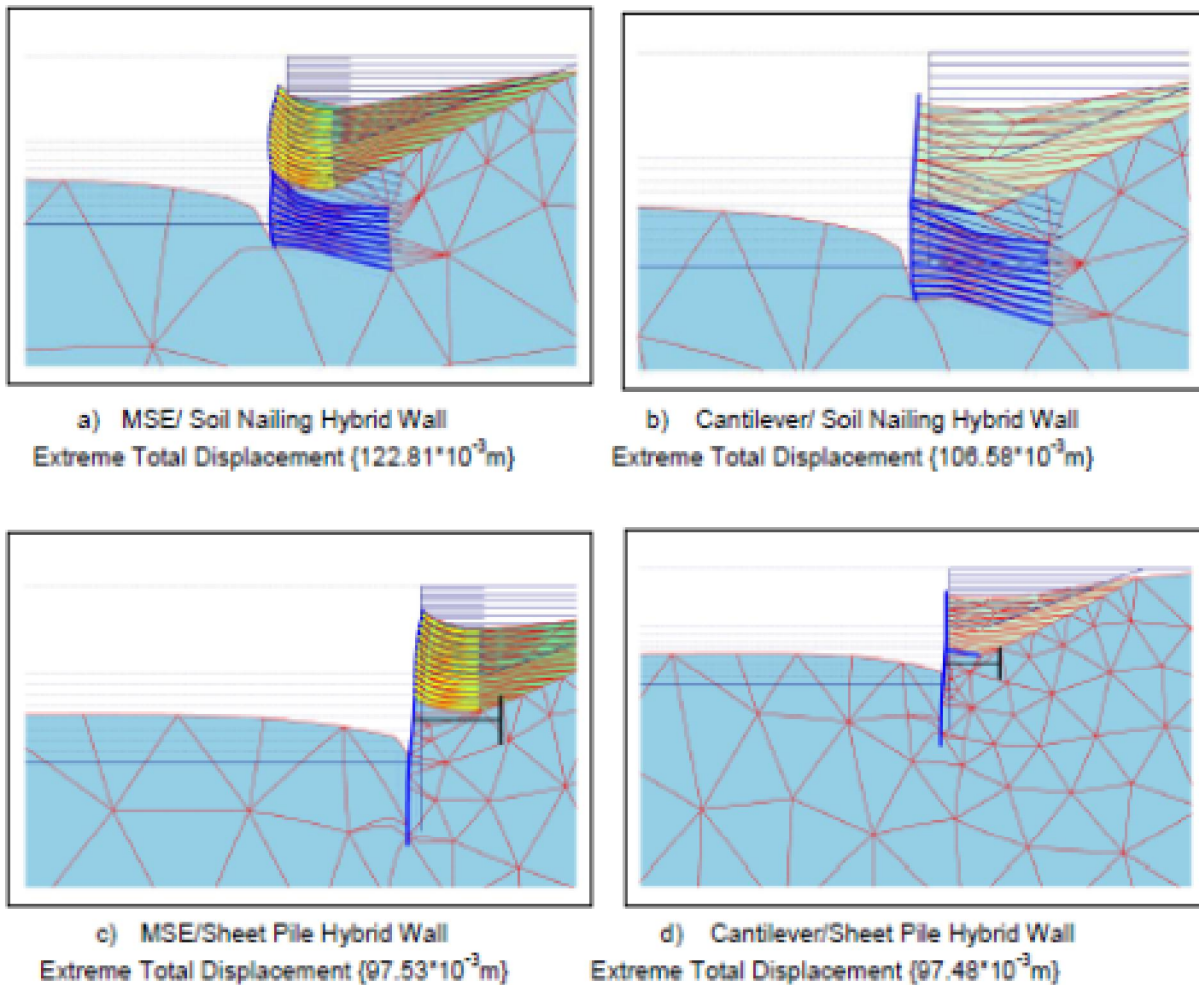 a) MSE/ Soil Nailing Hybrid Wall
Extreme Total Displacement {122.81*10-3m}
b) Cantilever/ Soil Nailing Hybrid Wall
Extreme Total Displacement {106.58*10-3m}
c) MSE/Sheet Pile Hybrid Wall
Extreme Total Displacement {97.53*10-3m}
d) Cantilever/Sheet Pile Hybrid Wall
Extreme Total Displacement {97.48*10-3m}